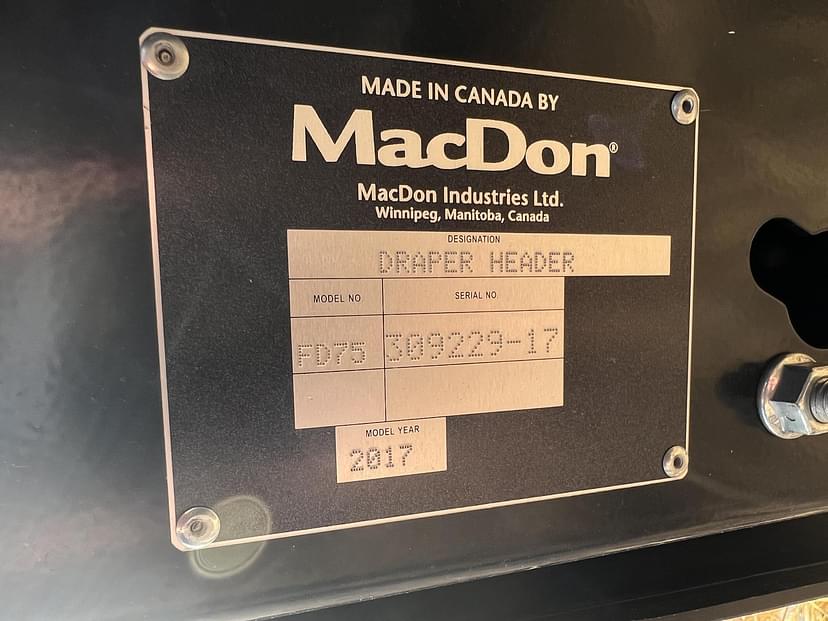 MADE IN CANADA BY
MacDon®
MacDon Industries Ltd.
Winnipeg, Manitoba, Canada
DESIGNATION
DRAPER HEADER
MODEL NO. SERIAL NO.
FD75 309229-17
MODEL YEAR
2017